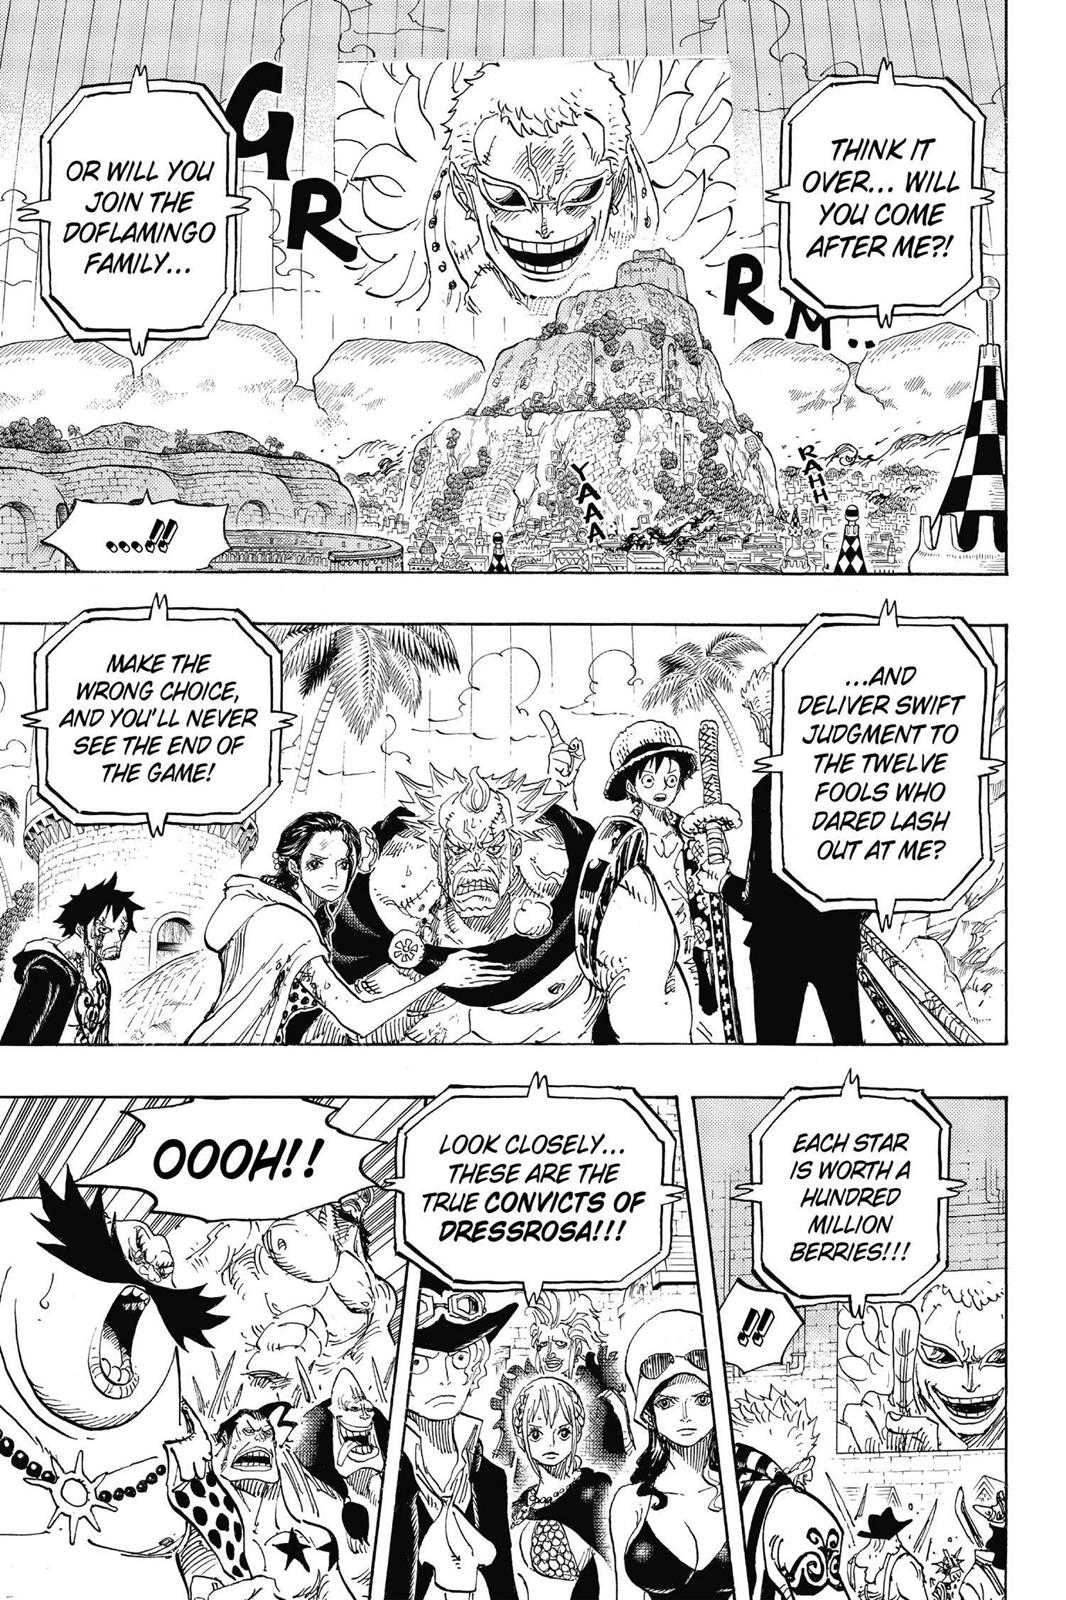 THINK IT
OVER... WILL
YOU COME
AFTER ME?!
GR
RM...
OR WILL YOU
JOIN THE
DOFLAMINGO
FAMILY...
RAHH
YAAA
.....!!
...AND
DELIVER SWIFT
JUDGMENT TO
THE TWELVE
FOOLS WHO
DARED LASH
OUT AT ME?
MAKE THE
WRONG CHOICE,
AND YOU'LL NEVER
SEE THE END OF
THE GAME!
EACH STAR
IS WORTH A
HUNDRED
MILLION
BERRIES!!!
!!
LOOK CLOSELY...
THESE ARE THE
TRUE CONVICTS OF
DRESSROSA!!!
OOOH!!